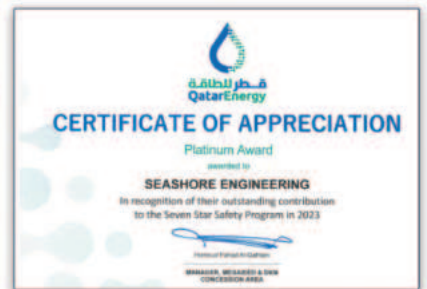 قطر للطاقة
QatarEnergy
CERTIFICATE OF APPRECIATION
Platinum Award
awarded to
SEASHORE ENGINEERING
In recognition of their outstanding contribution
to the Seven Star Safety Program in 2023
MANAGER, MESAIEED &
CONCESSION AREA